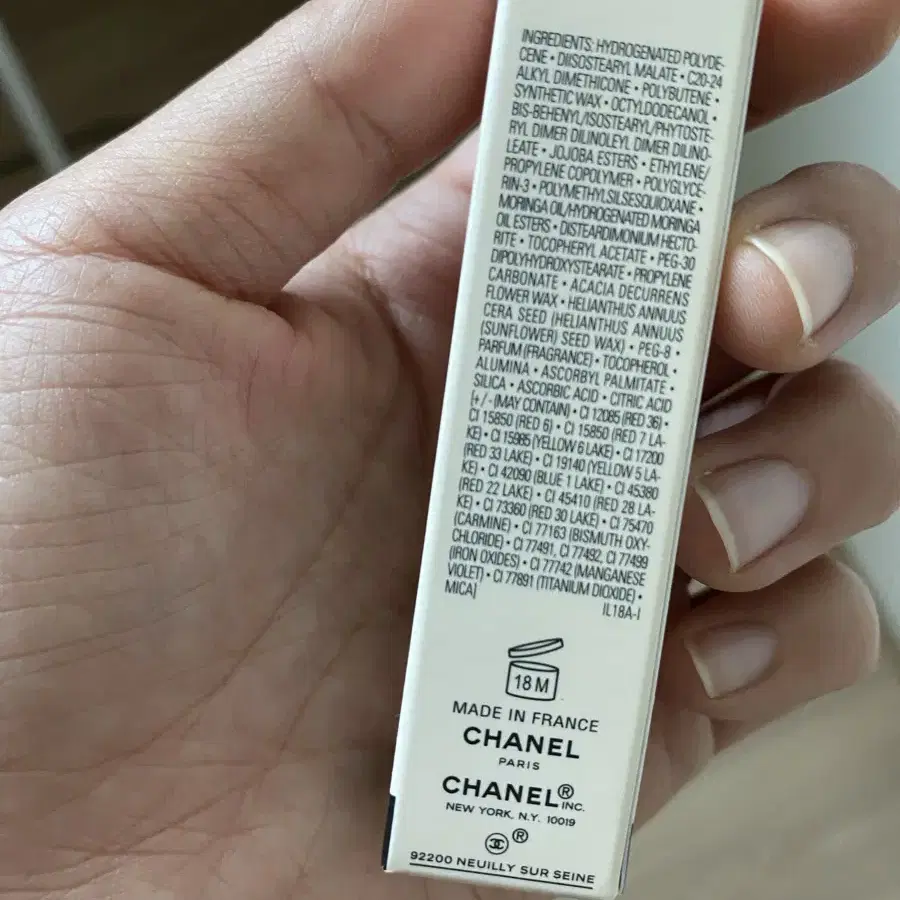 INGREDIENTS: HYDROGENATED POLYDE-
CENE • DIISOSTEARYL MALATE • C20-24
ALKYL DIMETHICONE • POLYBUTENE •
SYNTHETIC WAX • OCTYLDODECANOL •
BIS-BEHENYL/ISOSTEARYL/PHYTOSTE-
RYL DIMER DILINOLEYL DIMER DILINO-
LEATE • JOJOBA ESTERS • ETHYLENE/
PROPYLENE COPOLYMER • POLYGLYCE-
RIN-3 • POLYMETHYLSILSESQUIOXANE •
MORINGA OIL/HYDROGENATED MORINGA
OIL ESTERS • DISTEARDIMONIUM HECTO-
RITE • TOCOPHERYL ACETATE • PEG-30
DIPOLYHYDROXYSTEARATE • PROPYLENE
CARBONATE • ACACIA DECURRENS
FLOWER WAX • HELIANTHUS ANNUUS
CERA SEED (HELIANTHUS ANNUUS
(SUNFLOWER) SEED WAX) • PEG-8 •
PARFUM (FRAGRANCE) • TOCOPHEROL •
ALUMINA • ASCORBYL PALMITATE •
SILICA • ASCORBIC ACID • CITRIC ACID
[+/- (MAY CONTAIN) • CI 12085 (RED 36) •
CI 15850 (RED 6) • CI 15850 (RED 7 LA-
KE) • CI 15985 (YELLOW 6 LAKE) • CI 17200
(RED 33 LAKE) • CI 19140 (YELLOW 5 LA-
KE) • CI 42090 (BLUE 1 LAKE) • CI 45380
(RED 22 LAKE) • CI 45410 (RED 28 LA-
KE) • CI 73360 (RED 30 LAKE) • CI 75470
(CARMINE) • CI 77163 (BISMUTH OXY-
CHLORIDE) • CI 77491, CI 77492, CI 77499
(IRON OXIDES) • CI 77742 (MANGANESE
VIOLET) • CI 77891 (TITANIUM DIOXIDE) •
MICA]
IL18A-I
18 M
MADE IN FRANCE
CHANEL
PARIS
CHANEL® INC.
NEW YORK, N.Y. 10019
®
92200 NEUILLY SUR SEINE